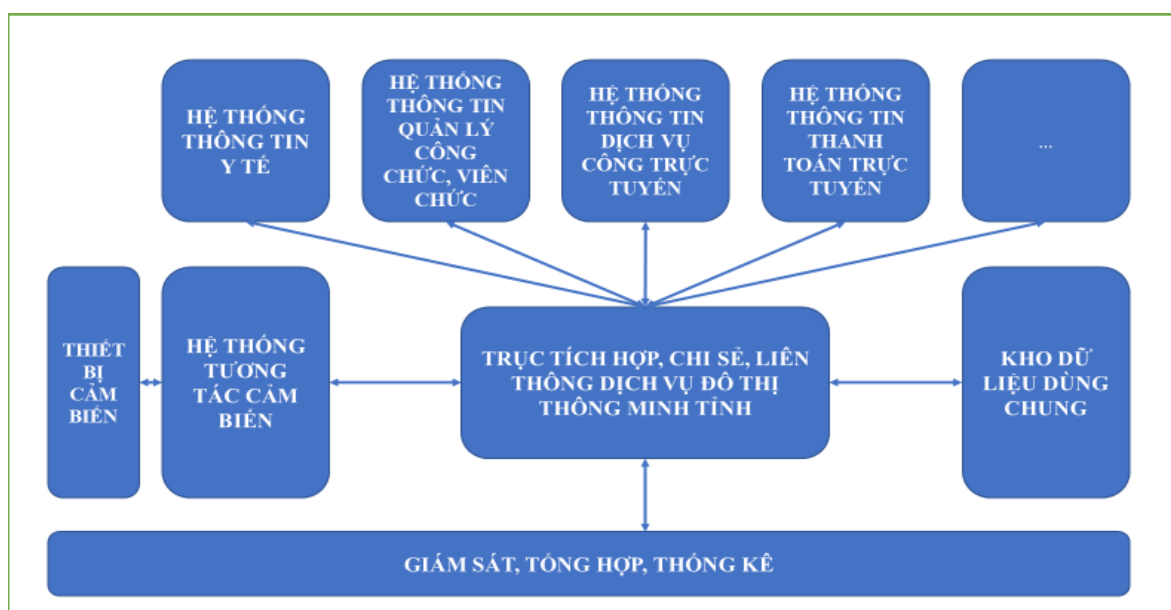 HỆ THỐNG
THÔNG TIN
Y TẾ
HỆ THỐNG
THÔNG TIN
QUẢN LÝ
CÔNG
CHỨC, VIÊN
CHỨC
HỆ THỐNG
THÔNG TIN
DỊCH VỤ
CÔNG TRỰC
TUYẾN
HỆ THỐNG
THÔNG TIN
THANH
TOÁN TRỰC
TUYẾN
...
THIẾT
BỊ CẢM
BIẾN
HỆ THỐNG
TƯƠNG
TÁC CẢM
BIẾN
TRỤC TÍCH HỢP, CHI SẺ, LIÊN
THÔNG DỊCH VỤ ĐÔ THỊ
THÔNG MINH TỈNH
KHO DỮ
LIỆU DÙNG
CHUNG
GIÁM SÁT, TỔNG HỢP, THỐNG KÊ